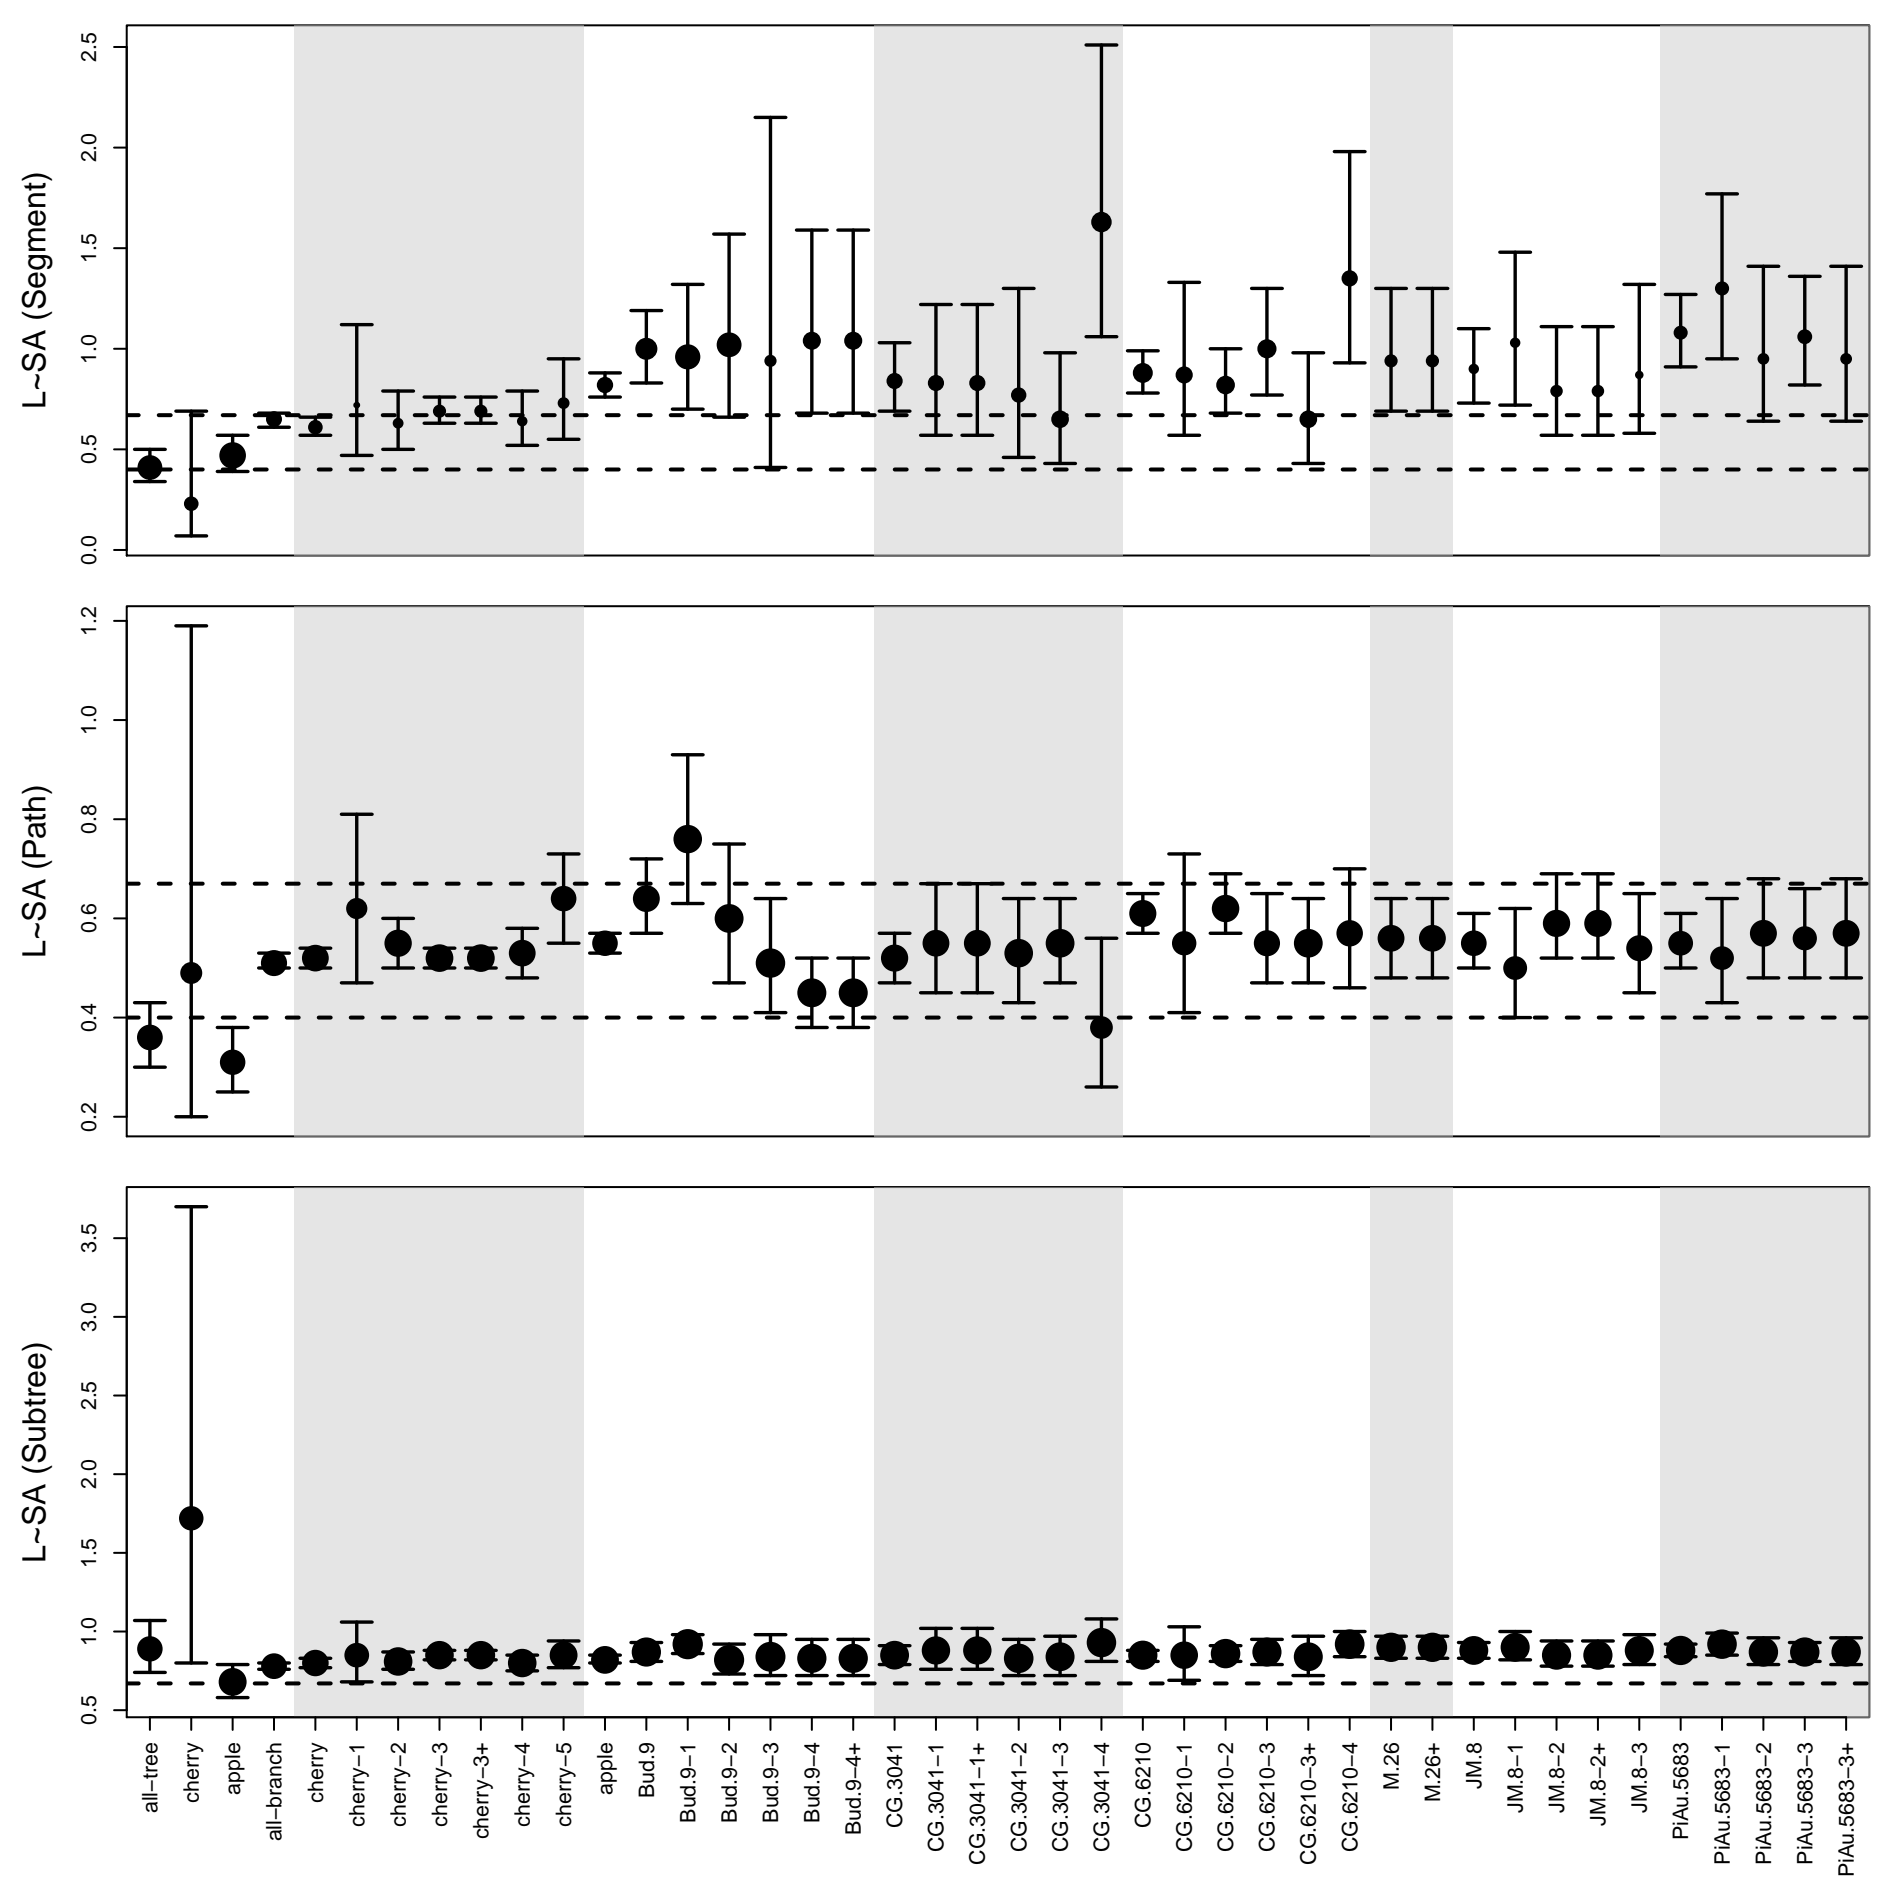 L~SA (Segment)
0.0
0.5
1.0
1.5
2.0
2.5
L~SA (Path)
0.2
0.4
0.6
0.8
1.0
1.2
L~SA (Subtree)
0.5
1.0
1.5
2.0
2.5
3.0
3.5
all−tree
cherry
apple
all−branch
cherry
cherry−1
cherry−2
cherry−3
cherry−3+
cherry−4
cherry−5
apple
Bud.9
Bud.9−1
Bud.9−2
Bud.9−3
Bud.9−4
Bud.9−4+
CG.3041
CG.3041−1
CG.3041−1+
CG.3041−2
CG.3041−3
CG.3041−4
CG.6210
CG.6210−1
CG.6210−2
CG.6210−3
CG.6210−3+
CG.6210−4
M.26
M.26+
JM.8
JM.8−1
JM.8−2
JM.8−2+
JM.8−3
PiAu.5683
PiAu.5683−1
PiAu.5683−2
PiAu.5683−3
PiAu.5683−3+